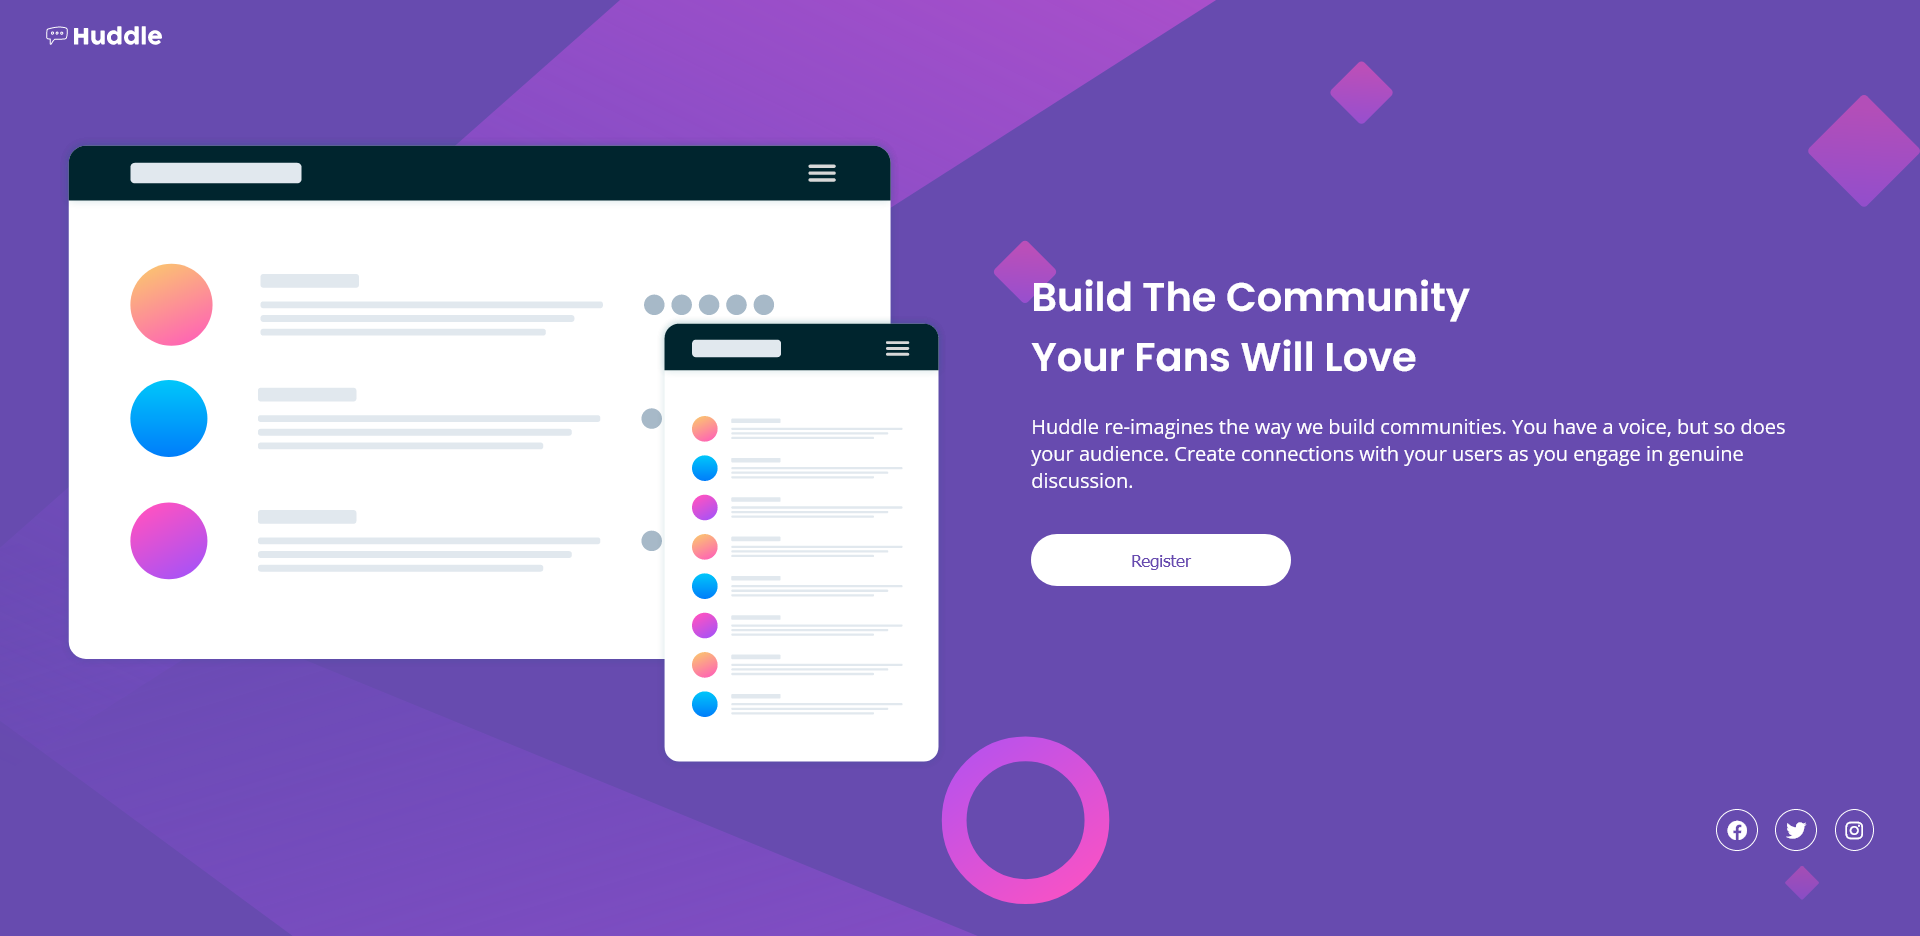 Huddle
Build The Community
Your Fans Will Love
Huddle re-imagines the way we build communities. You have a voice, but so does
your audience. Create connections with your users as you engage in genuine
discussion.
Register